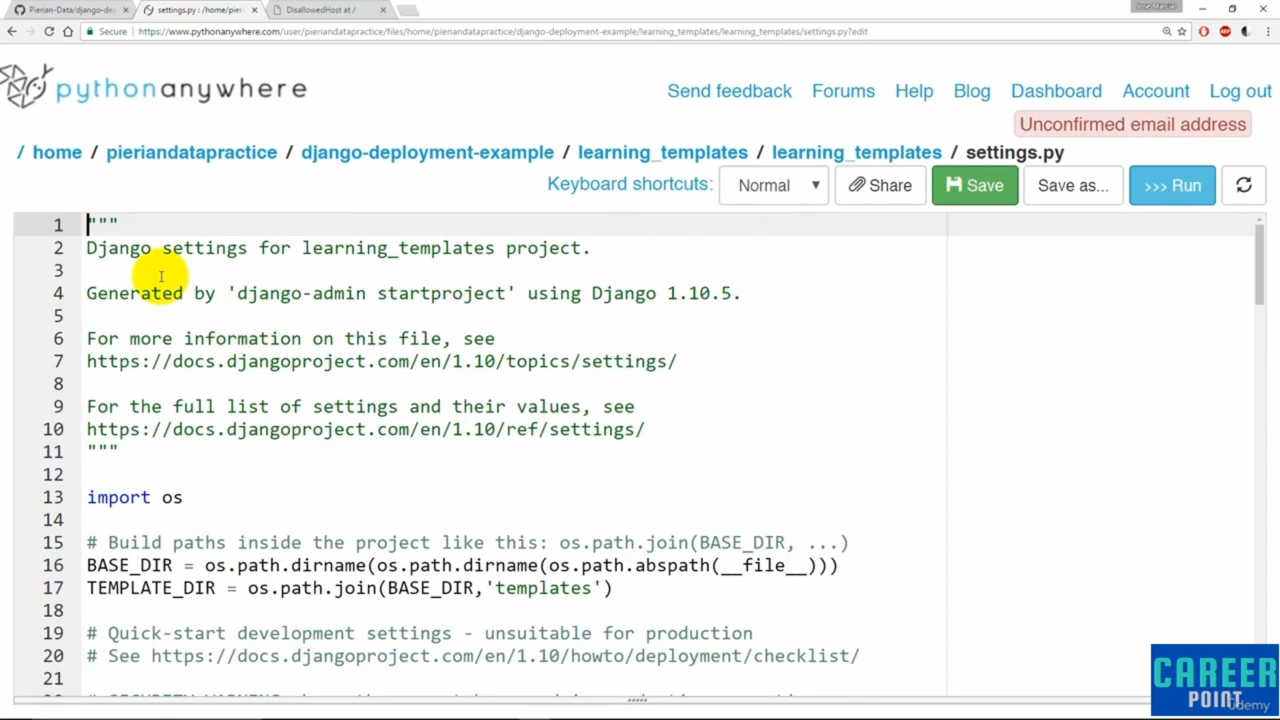 Pierian-Data/django-de
settings.py : /home/pier
DisallowedHost at /
Secure
https://www.pythonanywhere.com/user/pieriandatapractice/files/home/pieriandatapractice/django-deployment-example/learning_templates/learning_templates/settings.py?edit
pythonanywhere
Send feedback Forums Help Blog Dashboard Account Log out
Unconfirmed email address
/ home / pieriandatapractice / django-deployment-example / learning_templates / learning_templates / settings.py
Keyboard shortcuts: Normal Share Save Save as... >>> Run
1 """
2 Django settings for learning_templates project.
3
4 Generated by 'django-admin startproject' using Django 1.10.5.
5
6 For more information on this file, see
7 https://docs.djangoproject.com/en/1.10/topics/settings/
8
9 For the full list of settings and their values, see
10 https://docs.djangoproject.com/en/1.10/ref/settings/
11 """
12
13 import os
14
15 # Build paths inside the project like this: os.path.join(BASE_DIR, ...)
16 BASE_DIR = os.path.dirname(os.path.dirname(os.path.abspath(__file__)))
17 TEMPLATE_DIR = os.path.join(BASE_DIR,'templates')
18
19 # Quick-start development settings - unsuitable for production
20 # See https://docs.djangoproject.com/en/1.10/howto/deployment/checklist/
21
CAREER
POINT
Udemy